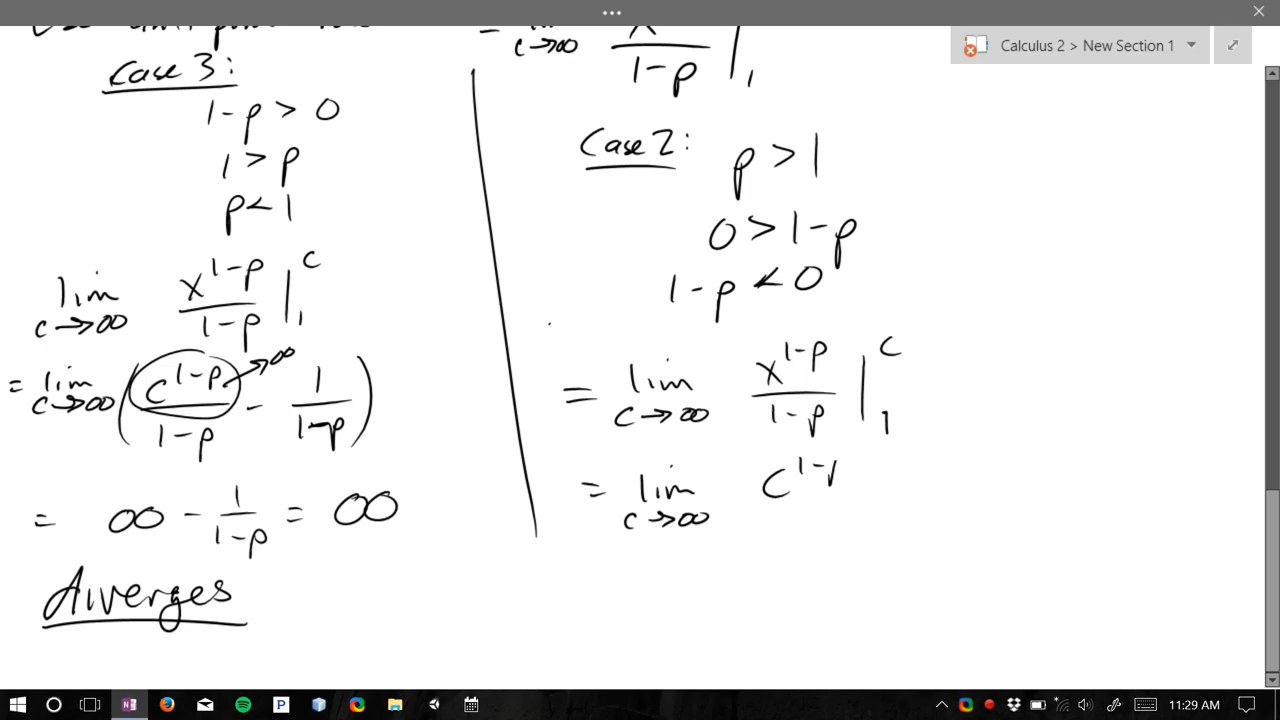 Calculus 2 > New Section 1
= lim c→∞ x^(1-p)/(1-p) |_1
Case 3:
1-p > 0
1 > p
p < 1
lim c→∞ x^(1-p)/(1-p) |_1^c
= lim c→∞ ( c^(1-p)/(1-p) - 1/(1-p) ) →∞
= ∞ - 1/(1-p) = ∞
Diverges
Case 2: p > 1
0 > 1-p
1-p < 0
= lim c→∞ x^(1-p)/(1-p) |_1^c
= lim c→∞ c^(1-
11:29 AM